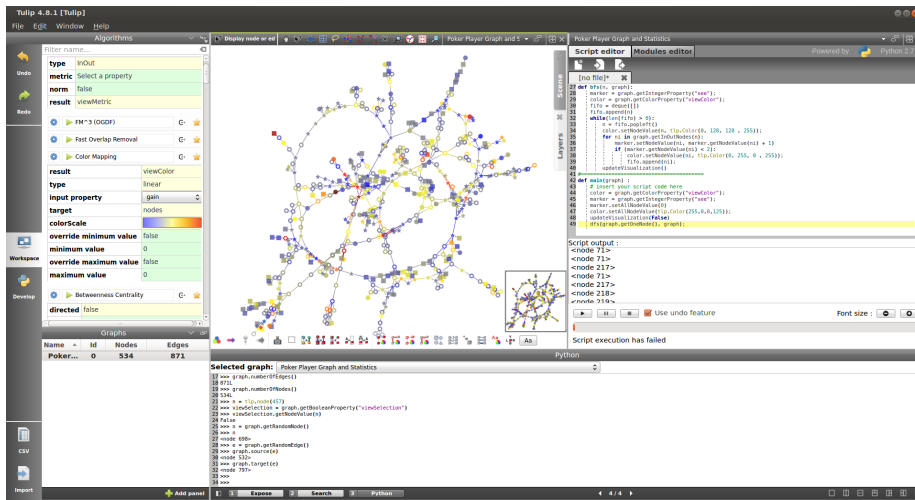 Tulip 4.8.1 [Tulip]
File Edit Window Help
Undo
Redo
Workspace
Develop
CSV
Import
Algorithms
Filter name...
type InOut
metric Select a property
norm false
result viewMetric
FM^3 (OGDF)
Fast Overlap Removal
Color Mapping
result viewColor
type linear
input property gain
target nodes
colorScale
override minimum value false
minimum value 0
override maximum value false
maximum value 0
Betweenness Centrality
directed false
Graphs
Name Id Nodes Edges
Poker... 0 534 871
Add panel
Display node or ed
Poker Player Graph and S
Scene
Layers
Aa
Poker Player Graph and Statistics
Script editor Modules editor
Powered by Python 2.7
[no file]*
27 def bfs(n, graph):
28 marker = graph.getIntegerProperty("see");
29 color = graph.getColorProperty("viewColor");
30 fifo = deque([])
31 fifo.append(n)
32 while(len(fifo) > 0):
33 n = fifo.popleft()
34 color.setNodeValue(n, tlp.Color(0, 128, 128 , 255));
35 for ni in graph.getInOutNodes(n):
36 marker.setNodeValue(ni, marker.getNodeValue(ni) + 1)
37 if (marker.getNodeValue(ni) < 2):
38 color.setNodeValue(ni, tlp.Color(0, 255, 0 , 255));
39 fifo.append(ni);
40 updateVisualization()
42 def main(graph) :
43 # insert your script code here
44 color = graph.getColorProperty("viewColor");
45 marker = graph.getIntegerProperty("see");
46 marker.setAllNodeValue(0)
47 color.setAllNodeValue(tlp.Color(255,0,0,125));
48 updateVisualization(False)
49 dfs(graph.getOneNode(), graph);
Script output :
<node 71>
<node 71>
<node 217>
<node 71>
<node 217>
<node 218>
<node 219>
Use undo feature
Font size :
Script execution has failed
Python
Selected graph: Poker Player Graph and Statistics
17 >>> graph.numberOfEdges()
18 871L
19 >>> graph.numberOfNodes()
20 534L
21 >>> n = tlp.node(457)
22 >>> viewSelection = graph.getBooleanProperty("viewSelection")
23 >>> viewSelection.getNodeValue(n)
24 False
25 >>> n = graph.getRandomNode()
26 >>> n
27 <node 698>
28 >>> e = graph.getRandomEdge()
29 >>> graph.source(e)
30 <node 532>
31 >>> graph.target(e)
32 <node 797>
33 >>>
34 >>>
1 Expose 2 Search 3 Python
4 / 4